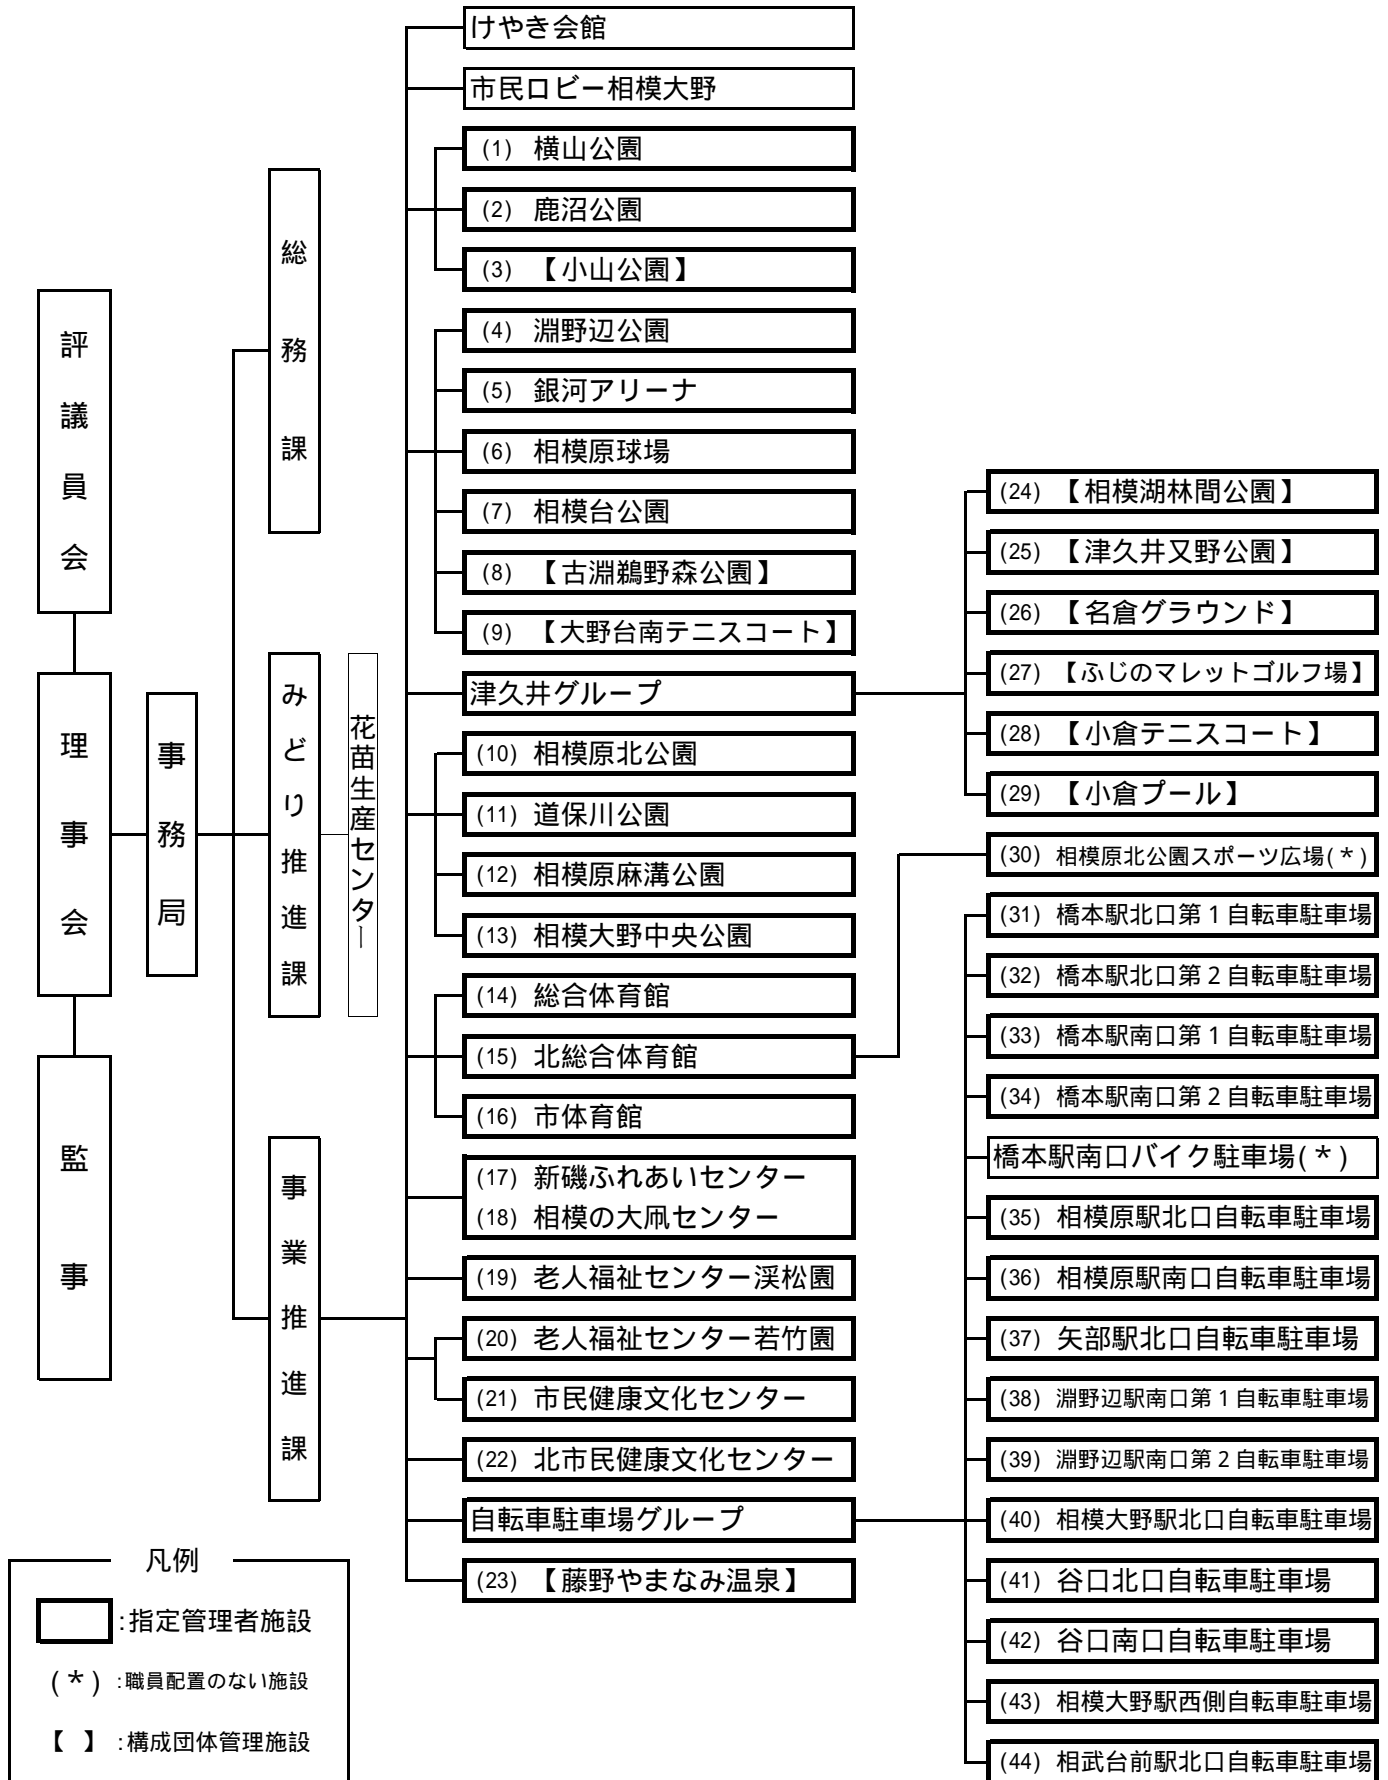 評議員会
理事会
監事
事務局
総務課
みどり推進課
花苗生産センター
事業推進課
けやき会館
市民ロビー相模大野
(1) 横山公園
(2) 鹿沼公園
(3) 【小山公園】
(4) 淵野辺公園
(5) 銀河アリーナ
(6) 相模原球場
(7) 相模台公園
(8) 【古淵鵜野森公園】
(9) 【大野台南テニスコート】
津久井グループ
(10) 相模原北公園
(11) 道保川公園
(12) 相模原麻溝公園
(13) 相模大野中央公園
(14) 総合体育館
(15) 北総合体育館
(16) 市体育館
(17) 新磯ふれあいセンター
(18) 相模の大凧センター
(19) 老人福祉センター渓松園
(20) 老人福祉センター若竹園
(21) 市民健康文化センター
(22) 北市民健康文化センター
自転車駐車場グループ
(23) 【藤野やまなみ温泉】
(24) 【相模湖林間公園】
(25) 【津久井又野公園】
(26) 【名倉グラウンド】
(27) 【ふじのマレットゴルフ場】
(28) 【小倉テニスコート】
(29) 【小倉プール】
(30) 相模原北公園スポーツ広場(＊)
(31) 橋本駅北口第1自転車駐車場
(32) 橋本駅北口第2自転車駐車場
(33) 橋本駅南口第1自転車駐車場
(34) 橋本駅南口第2自転車駐車場
橋本駅南口バイク駐車場(＊)
(35) 相模原駅北口自転車駐車場
(36) 相模原駅南口自転車駐車場
(37) 矢部駅北口自転車駐車場
(38) 淵野辺駅南口第1自転車駐車場
(39) 淵野辺駅南口第2自転車駐車場
(40) 相模大野駅北口自転車駐車場
(41) 谷口北口自転車駐車場
(42) 谷口南口自転車駐車場
(43) 相模大野駅西側自転車駐車場
(44) 相武台前駅北口自転車駐車場
凡例
:指定管理者施設
(＊) :職員配置のない施設
【 】 :構成団体管理施設